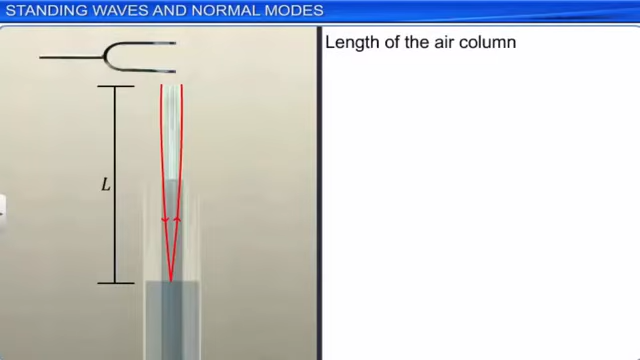 STANDING WAVES AND NORMAL MODES
Length of the air column
L